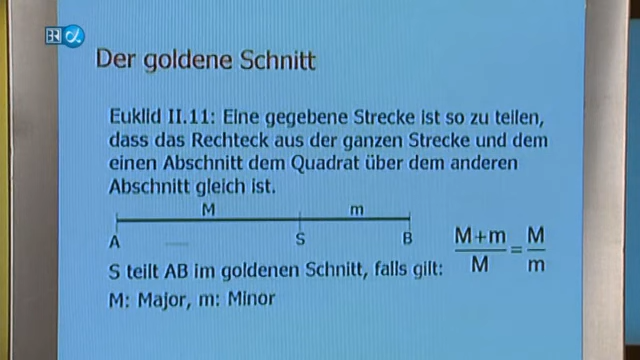 BR α
Der goldene Schnitt
Euklid II.11: Eine gegebene Strecke ist so zu teilen,
dass das Rechteck aus der ganzen Strecke und dem
einen Abschnitt dem Quadrat über dem anderen
Abschnitt gleich ist.
M m
A S B
M+m/M = M/m
S teilt AB im goldenen Schnitt, falls gilt:
M: Major, m: Minor